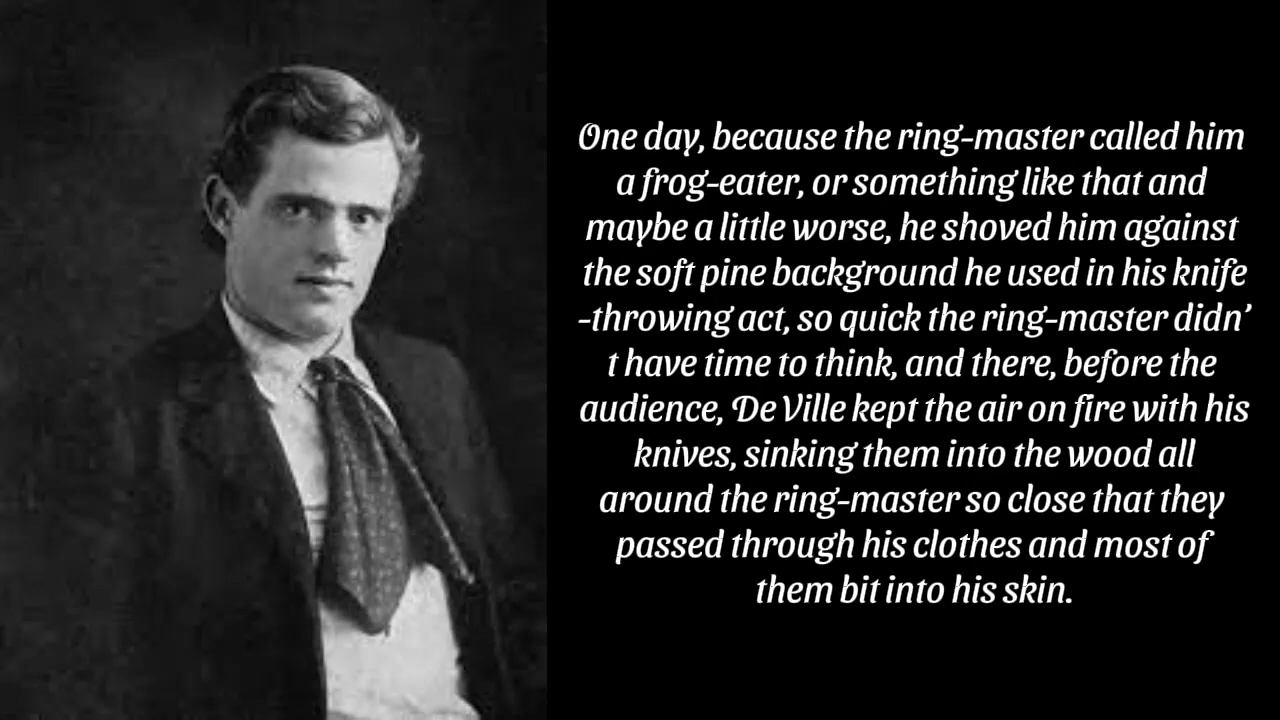 One day, because the ring-master called him
a frog-eater, or something like that and
maybe a little worse, he shoved him against
the soft pine background he used in his knife
-throwing act, so quick the ring-master didn’
t have time to think, and there, before the
audience, De Ville kept the air on fire with his
knives, sinking them into the wood all
around the ring-master so close that they
passed through his clothes and most of
them bit into his skin.